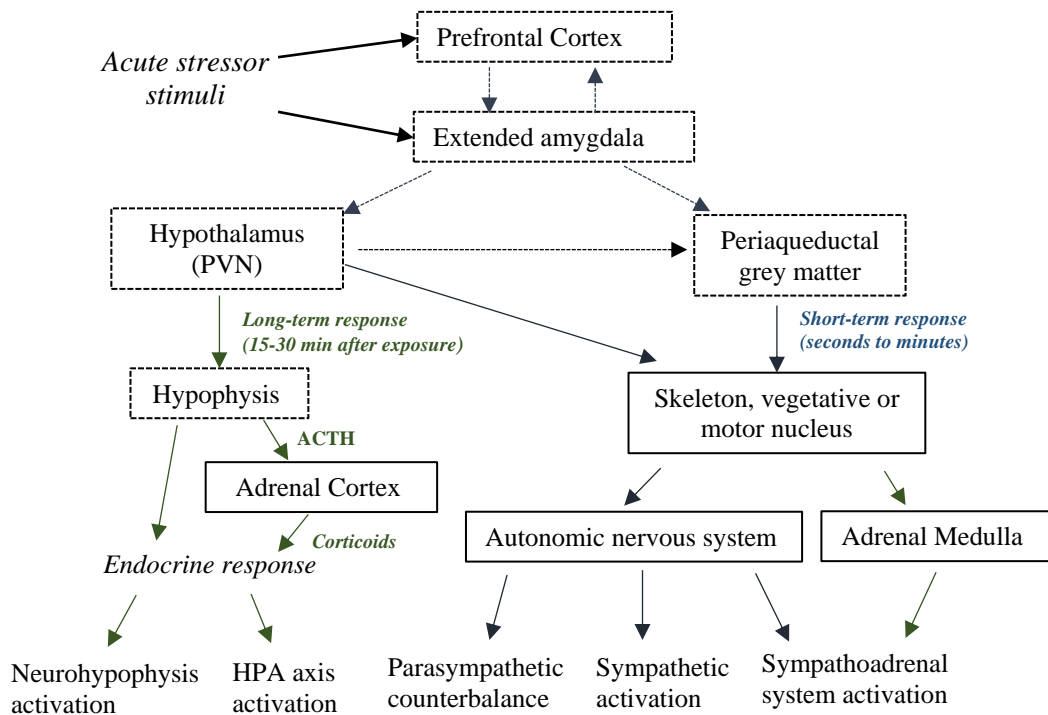 Prefrontal Cortex
Acute stressor
stimuli
Extended amygdala
Hypothalamus
(PVN)
Periaqueductal
grey matter
Long-term response
(15-30 min after exposure)
Short-term response
(seconds to minutes)
Hypophysis
Skeleton, vegetative or
motor nucleus
ACTH
Adrenal Cortex
Corticoids
Autonomic nervous system
Adrenal Medulla
Endocrine response
Neurohypophysis
activation
HPA axis
activation
Parasympathetic
counterbalance
Sympathetic
activation
Sympathoadrenal
system activation